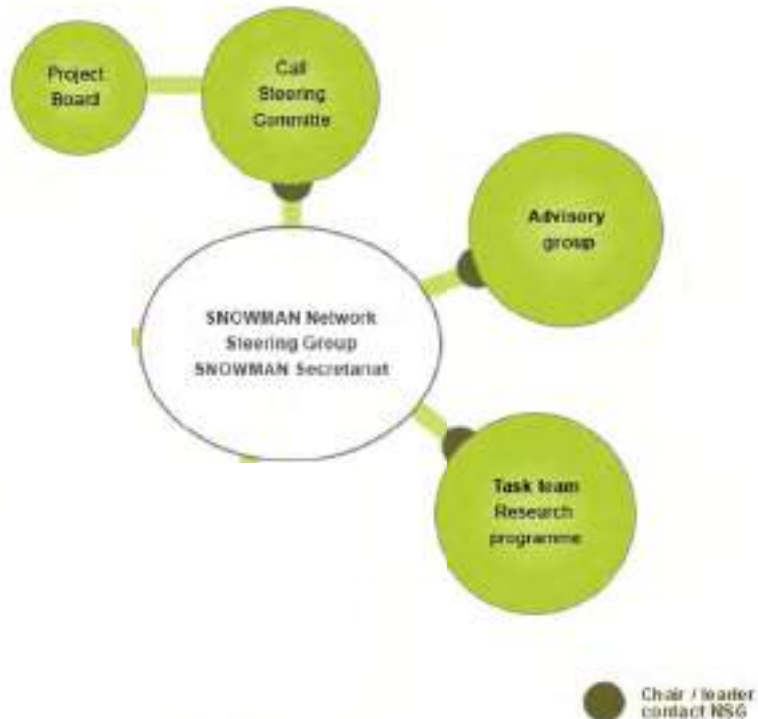 Project
Board
Call
Steering
Committe
Advisory
group
SNOWMAN Network
Steering Group
SNOWMAN Secretariat
Task team
Research
programme
Chair / leader
contact NSG